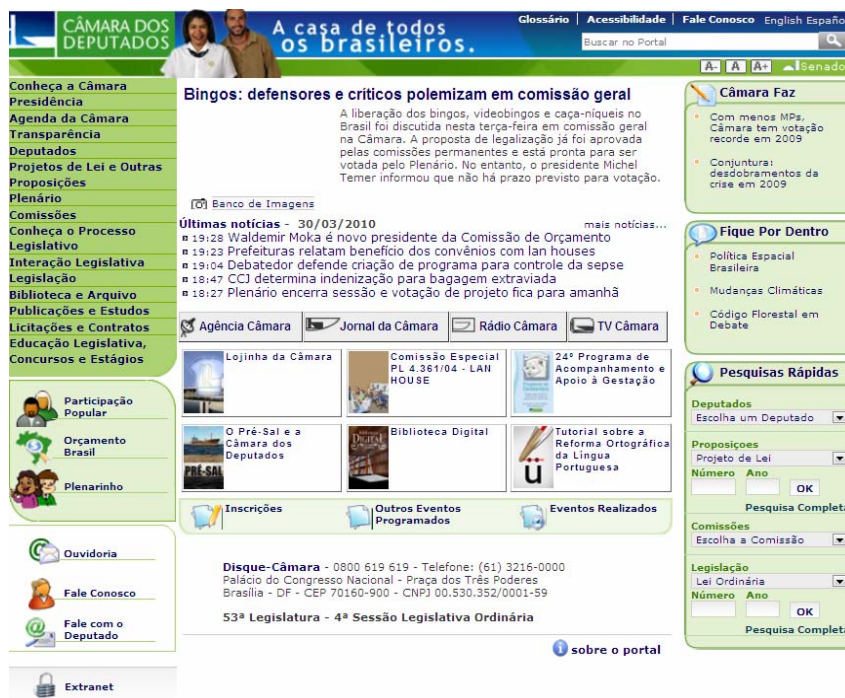 CÂMARA DOS
DEPUTADOS
A casa de todos
os brasileiros.
Glossário | Acessibilidade | Fale Conosco English Españo
Buscar no Portal
A- A A+ Senado
Conheça a Câmara
Presidência
Agenda da Câmara
Transparência
Deputados
Projetos de Lei e Outras
Proposições
Plenário
Comissões
Conheça o Processo
Legislativo
Interação Legislativa
Legislação
Biblioteca e Arquivo
Publicações e Estudos
Licitações e Contratos
Educação Legislativa,
Concursos e Estágios
Participação
Popular
Orçamento
Brasil
Plenarinho
Ouvidoria
Fale Conosco
Fale com o
Deputado
Extranet
Bingos: defensores e críticos polemizam em comissão geral
A liberação dos bingos, videobingos e caça-níqueis no
Brasil foi discutida nesta terça-feira em comissão geral
na Câmara. A proposta de legalização já foi aprovada
pelas comissões permanentes e está pronta para ser
votada pelo Plenário. No entanto, o presidente Michel
Temer informou que não há prazo previsto para votação.
Banco de Imagens
Últimas notícias - 30/03/2010 mais notícias...
19:28 Waldemir Moka é novo presidente da Comissão de Orçamento
19:23 Prefeituras relatam benefício dos convênios com lan houses
19:04 Debatedor defende criação de programa para controle da sepse
18:47 CCJ determina indenização para bagagem extraviada
18:27 Plenário encerra sessão e votação de projeto fica para amanhã
Agência Câmara Jornal da Câmara Rádio Câmara TV Câmara
Lojinha da Câmara
Comissão Especial
PL 4.361/04 - LAN
HOUSE
24º Programa de
Acompanhamento e
Apoio à Gestação
PRÉ-SAL
O Pré-Sal e a
Câmara dos
Deputados
DIGITAL
Biblioteca Digital
ü
Tutorial sobre a
Reforma Ortográfica
da Língua
Portuguesa
Inscrições
Outros Eventos
Programados
Eventos Realizados
Disque-Câmara - 0800 619 619 - Telefone: (61) 3216-0000
Palácio do Congresso Nacional - Praça dos Três Poderes
Brasília - DF - CEP 70160-900 - CNPJ 00.530.352/0001-59
53ª Legislatura - 4ª Sessão Legislativa Ordinária
sobre o portal
Câmara Faz
Com menos MPs,
Câmara tem votação
recorde em 2009
Conjuntura:
desdobramentos da
crise em 2009
Fique Por Dentro
Política Espacial
Brasileira
Mudanças Climáticas
Código Florestal em
Debate
Pesquisas Rápidas
Deputados
Escolha um Deputado
Proposiçoes
Projeto de Lei
Número Ano
OK
Pesquisa Completa
Comissões
Escolha a Comissão
Legislação
Lei Ordinária
Número Ano
OK
Pesquisa Completa